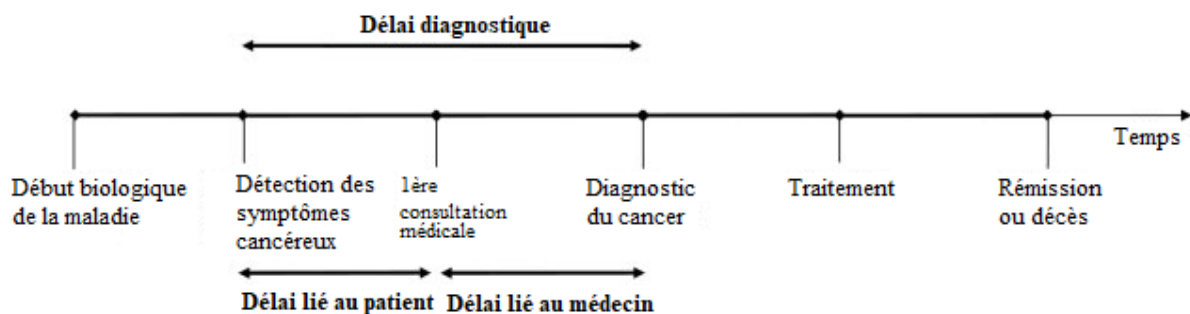 Délai diagnostique
Temps
Début biologique
de la maladie
Détection des
symptômes
cancéreux
1ère
consultation
médicale
Diagnostic
du cancer
Traitement
Rémission
ou décès
Délai lié au patient
Délai lié au médecin